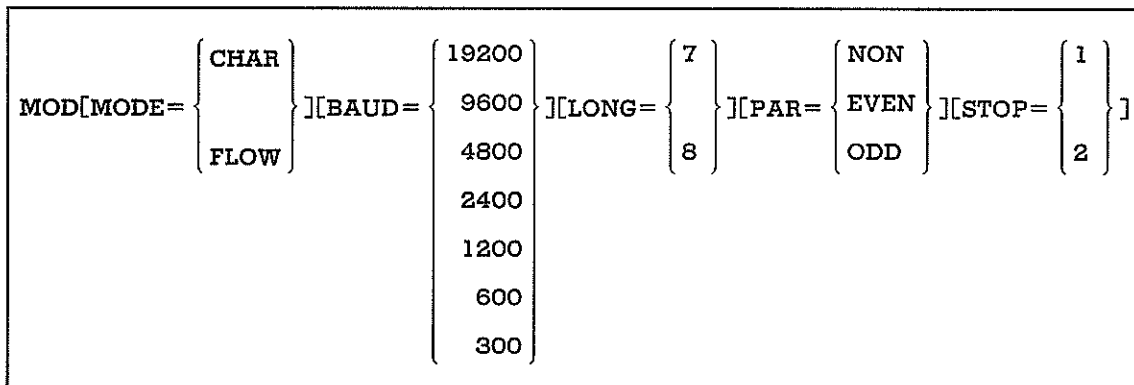 CHAR 19200 7 NON 1
MOD[MODE= ][BAUD= 9600 ][LONG= ][PAR= EVEN ][STOP= ]
FLOW 4800 8 ODD 2
2400
1200
600
300